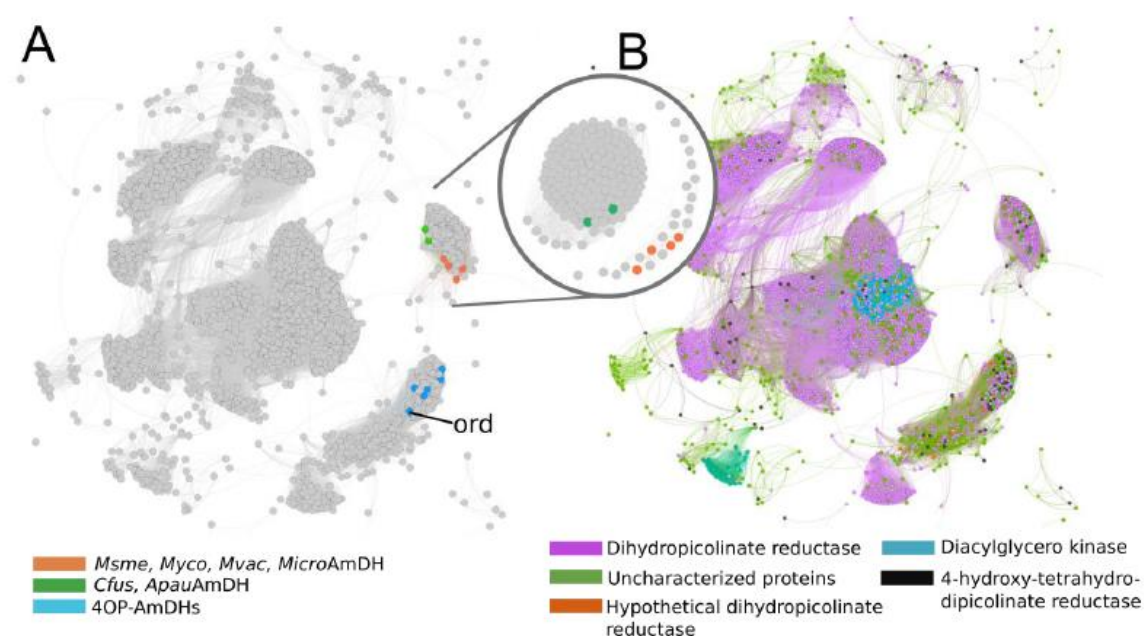 A
B
ord
Msme, Myco, Mvac, MicroAmDH
Cfus, ApauAmDH
4OP-AmDHs
Dihydropicolinate reductase
Uncharacterized proteins
Hypothetical dihydropicolinate
reductase
Diacylglycero kinase
4-hydroxy-tetrahydro-
dipicolinate reductase